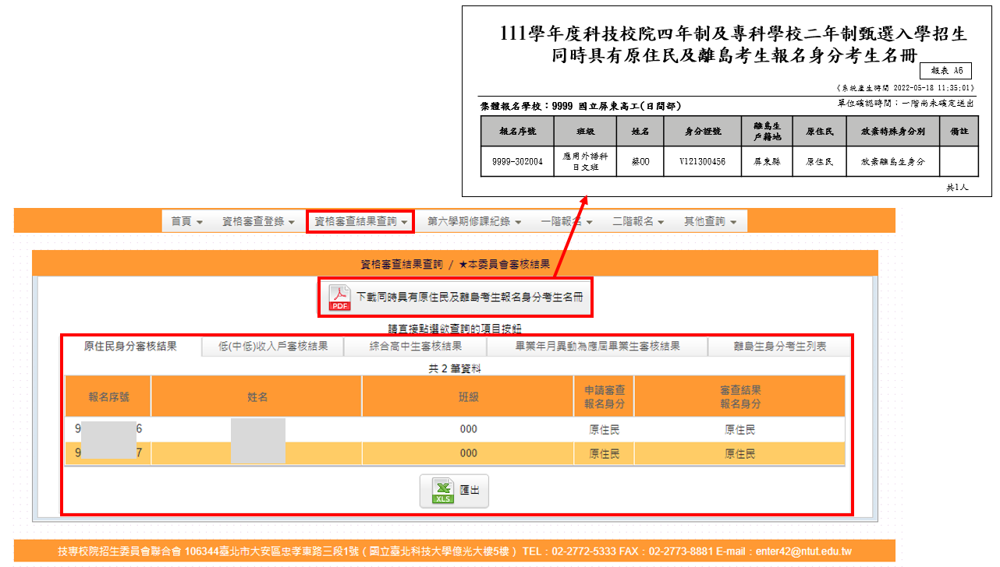 111學年度科技校院四年制及專科學校二年制甄選入學招生
同時具有原住民及離島考生報名身分考生名冊
報表 A6
《系統產生時間 2022-05-18 11:35:01》
集體報名學校：9999 國立屏東高工(日間部)
單位確認時間：一階尚未確定送出
報名序號 班級 姓名 身分證號 離島生 原住民 放棄特殊身分別 備註
戶籍地
9999-302004 應用外語科 蔡OO V121300456 屏東縣 原住民 放棄離島生身分
日文班
共1人
首頁 資格審查登錄 資格審查結果查詢 第六學期修課紀錄 一階報名 二階報名 其他查詢
資格審查結果查詢 / ★本委員會審核結果
PDF 下載同時具有原住民及離島考生報名身分考生名冊
請直接點選欲查詢的項目按鈕
原住民身分審核結果 低(中低)收入戶審核結果 綜合高中生審核結果 畢業年月異動為應屆畢業生審核結果 離島生身分考生列表
共 2 筆資料
報名序號 姓名 班級 申請審查 審查結果
報名身分 報名身分
9 6 000 原住民 原住民
9 7 000 原住民 原住民
XLS 匯出
技專校院招生委員會聯合會 106344臺北市大安區忠孝東路三段1號（國立臺北科技大學億光大樓5樓） TEL：02-2772-5333 FAX：02-2773-8881 E-mail：enter42@ntut.edu.tw